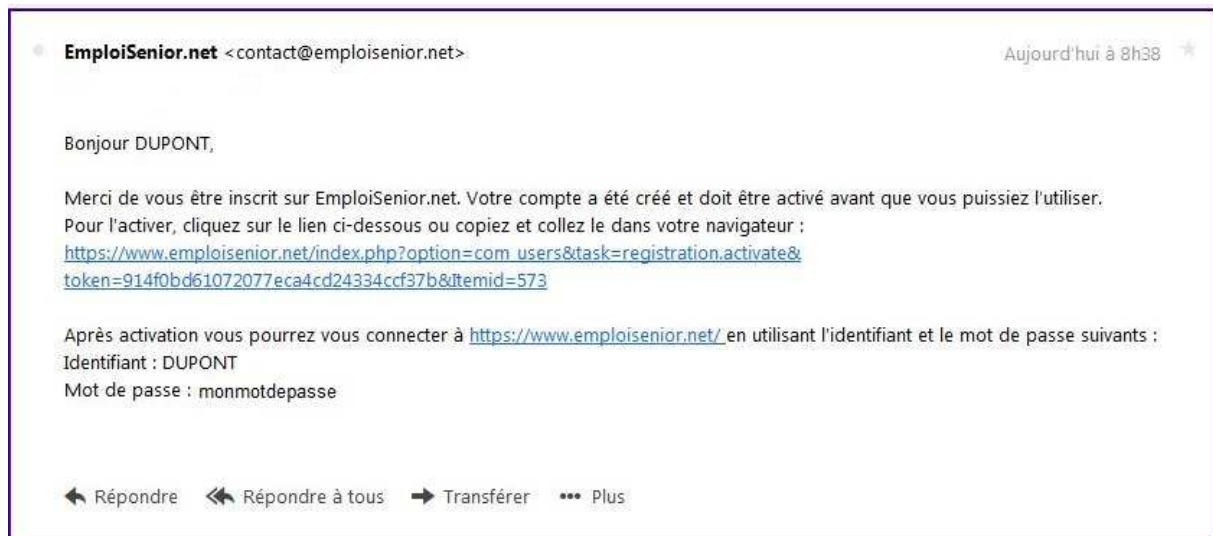 EmploiSenior.net <contact@emploisenior.net> Aujourd'hui à 8h38
Bonjour DUPONT,
Merci de vous être inscrit sur EmploiSenior.net. Votre compte a été créé et doit être activé avant que vous puissiez l'utiliser.
Pour l'activer, cliquez sur le lien ci-dessous ou copiez et collez le dans votre navigateur :
https://www.emploisenior.net/index.php?option=com_users&task=registration.activate&
token=914f0bd61072077eca4cd24334ccf37b&Itemid=573
Après activation vous pourrez vous connecter à https://www.emploisenior.net/ en utilisant l'identifiant et le mot de passe suivants :
Identifiant : DUPONT
Mot de passe : monmotdepasse
Répondre Répondre à tous Transférer Plus